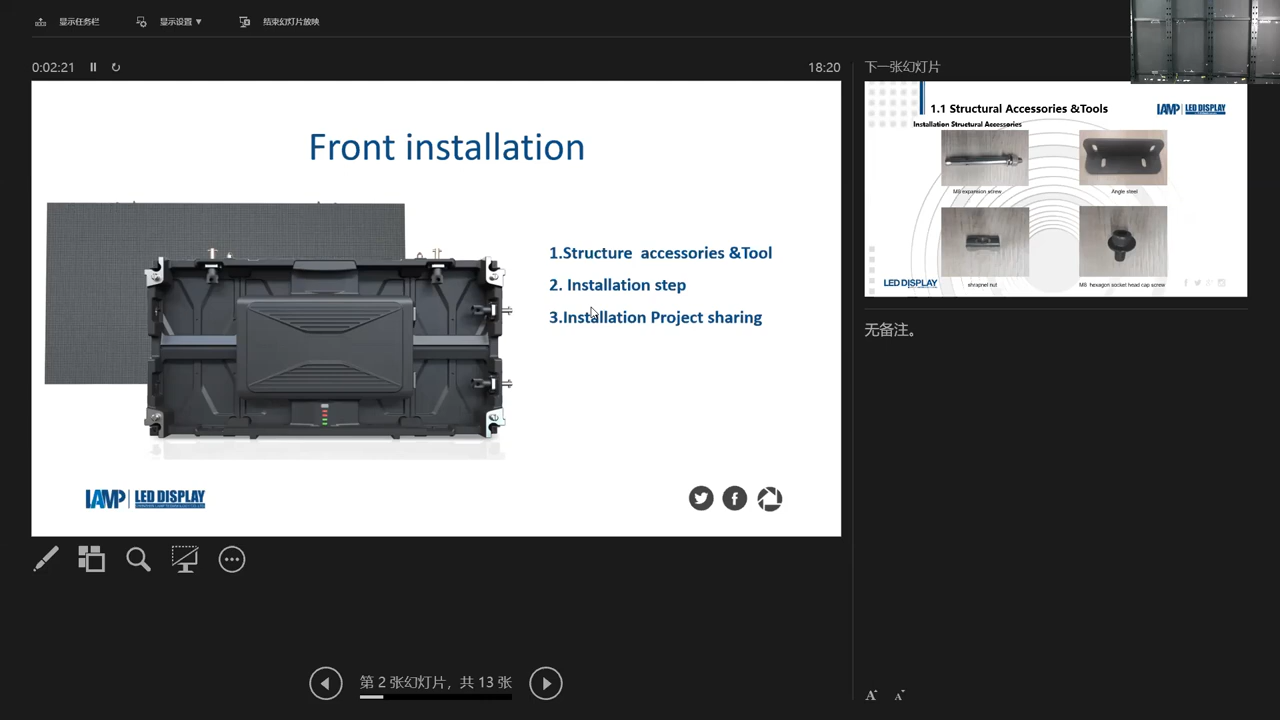 显示任务栏
显示设置 ▼
结束幻灯片放映
0:02:21
18:20
下一张幻灯片
Front installation
1.Structure accessories &Tool
2. Installation step
3.Installation Project sharing
LAMP LED DISPLAY
1.1 Structural Accessories &Tools
LAMP LED DISPLAY
Installation Structural Accessories
M8 expansion screw
Angle steel
shrapnel nut
M8 hexagon socket head cap screw
LED DISPLAY
无备注。
第 2 张幻灯片，共 13 张